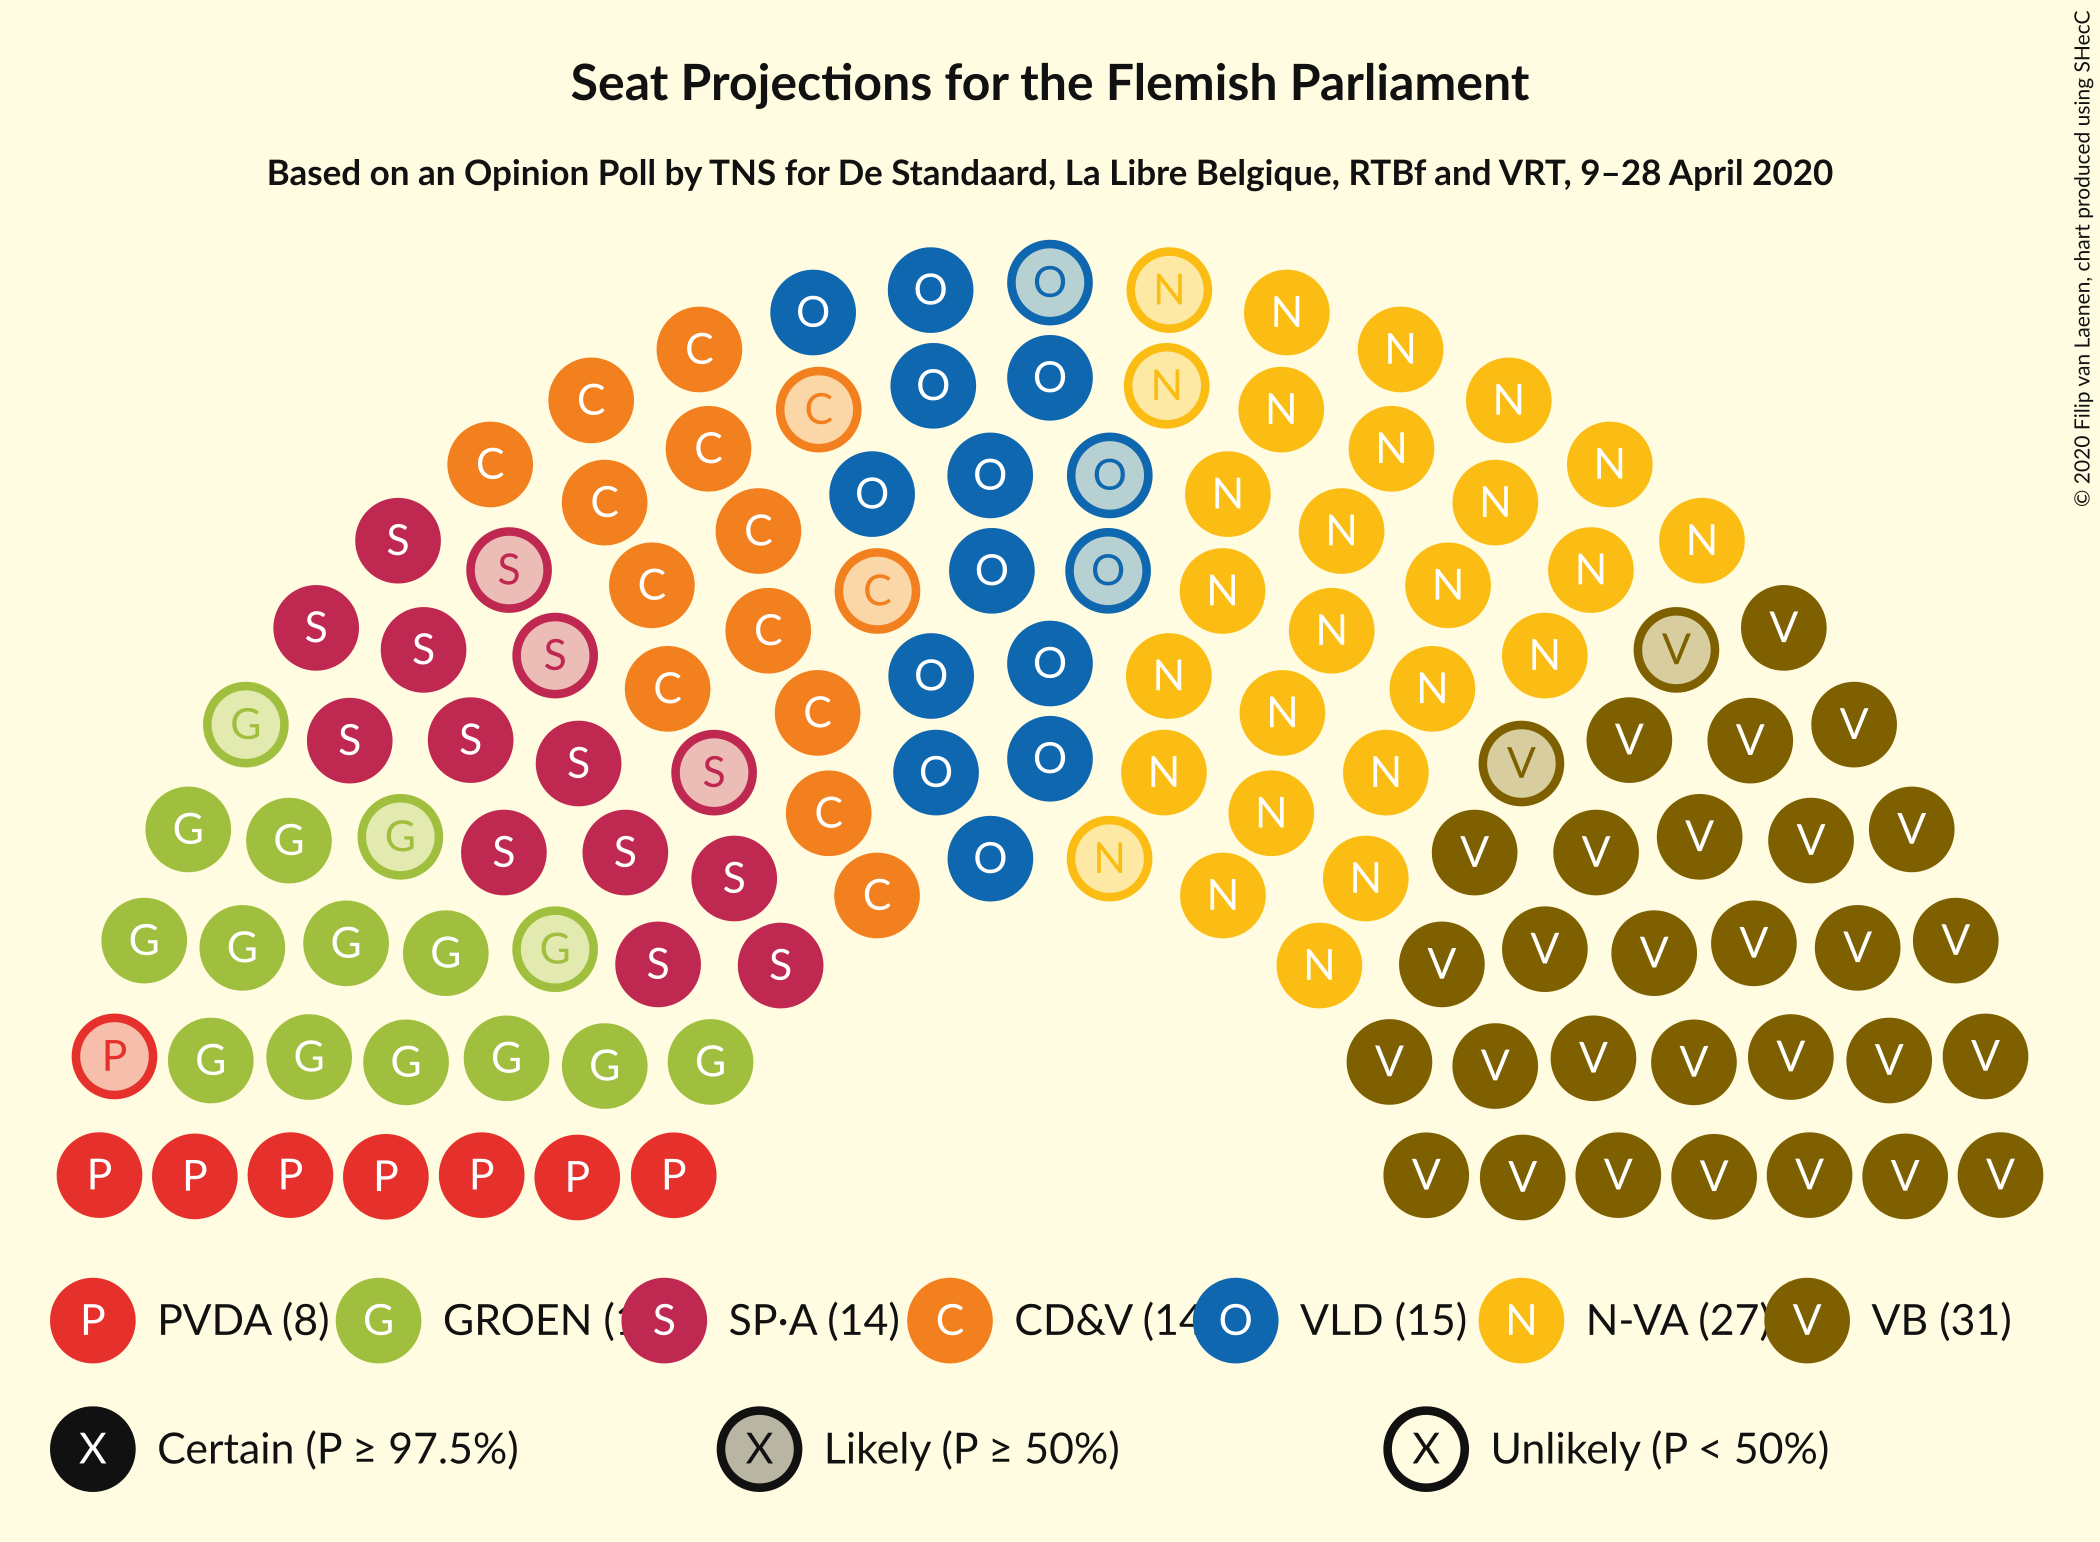 Seat Projections for the Flemish Parliament
Based on an Opinion Poll by TNS for De Standaard, La Libre Belgique, RTBf and VRT, 9–28 April 2020
© 2020 Filip van Laenen, chart produced using SHecC
O O O N N
C O O N N
C C O O O N N N
C C C O O O N N N
C C C C O O N N N N
S S C C O O N N N N
S S S C C O O N N N V V
G S S S S C O O N N N V V V V
G G G S S S C O N N N V V V V V
G G G G G S S C N N V V V V V V
P G G G G G G V V V V V V V
P P P P P P P V V V V V V V
P PVDA (8) G GROEN ( S SP·A (14) C CD&V (14 O VLD (15) N N-VA (27) V VB (31)
X Certain (P ≥ 97.5%) X Likely (P ≥ 50%) X Unlikely (P < 50%)